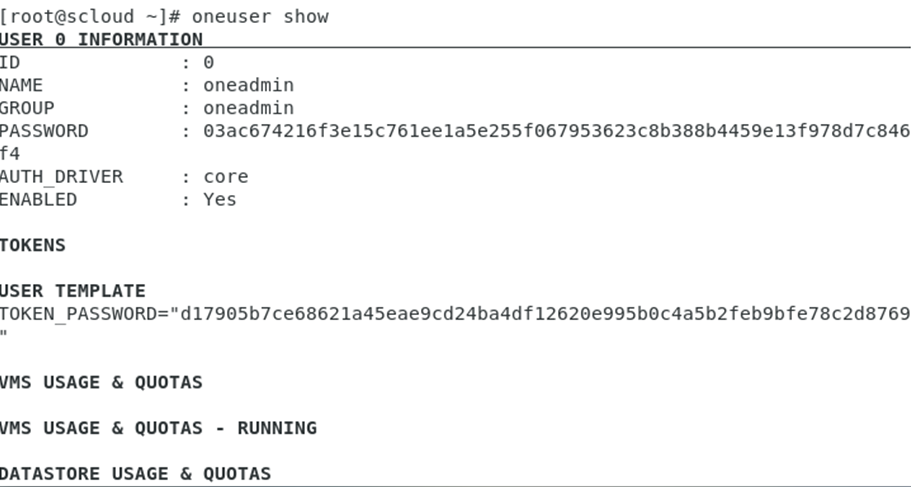 [root@scloud ~]# oneuser show
USER 0 INFORMATION
ID : 0
NAME : oneadmin
GROUP : oneadmin
PASSWORD : 03ac674216f3e15c761ee1a5e255f067953623c8b388b4459e13f978d7c846
f4
AUTH_DRIVER : core
ENABLED : Yes
TOKENS
USER TEMPLATE
TOKEN_PASSWORD="d17905b7ce68621a45eae9cd24ba4df12620e995b0c4a5b2feb9bfe78c2d8769
"
VMS USAGE & QUOTAS
VMS USAGE & QUOTAS - RUNNING
DATASTORE USAGE & QUOTAS